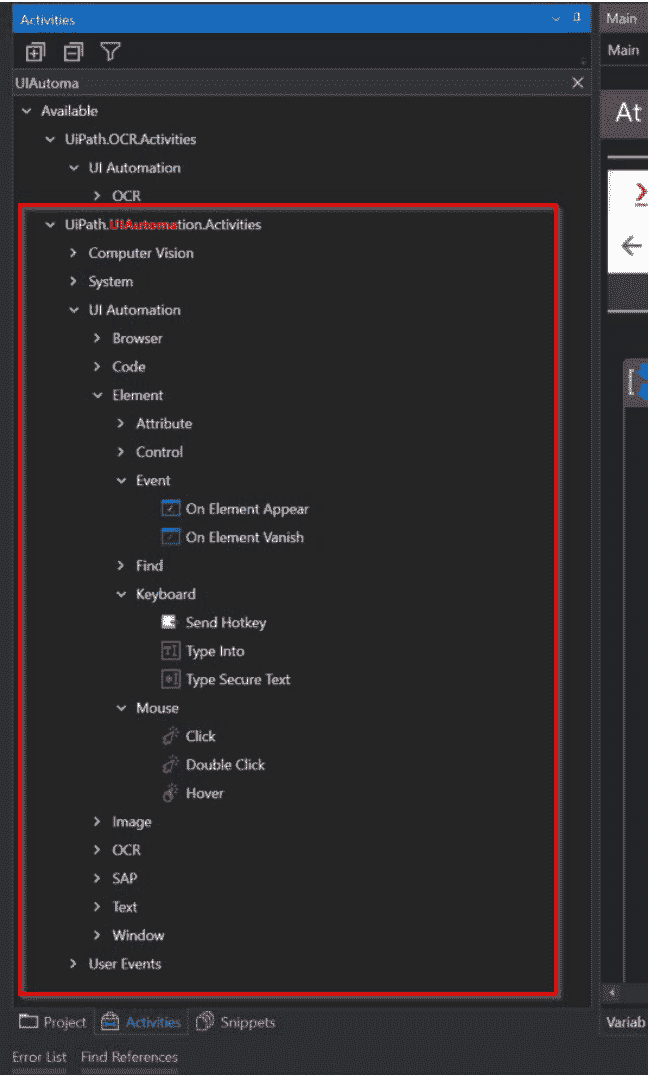 Activities
Main
Main
UIAutoma
Available
At
UiPath.OCR.Activities
UI Automation
OCR
UiPath.UIAutomation.Activities
Computer Vision
System
UI Automation
Browser
Code
Element
Attribute
Control
Event
On Element Appear
On Element Vanish
Find
Keyboard
Send Hotkey
Type Into
Type Secure Text
Mouse
Click
Double Click
Hover
Image
OCR
SAP
Text
Window
User Events
Project Activities Snippets
Variab
Error List Find References